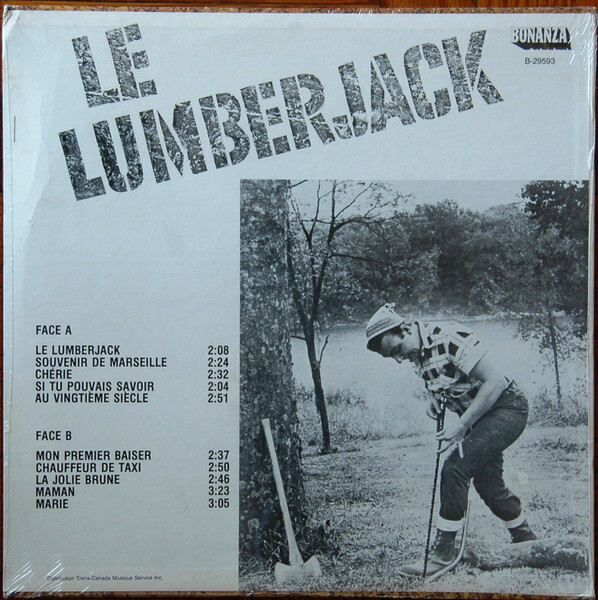 LE
LUMBERJACK
BONANZA
B-29593
FACE A
LE LUMBERJACK 2:08
SOUVENIR DE MARSEILLE 2:24
CHÉRIE 2:32
SI TU POUVAIS SAVOIR 2:04
AU VINGTIÈME SIÈCLE 2:51
FACE B
MON PREMIER BAISER 2:37
CHAUFFEUR DE TAXI 2:50
LA JOLIE BRUNE 2:46
MAMAN 3:23
MARIE 3:05
Distribution Trans-Canada Musique Service Inc.